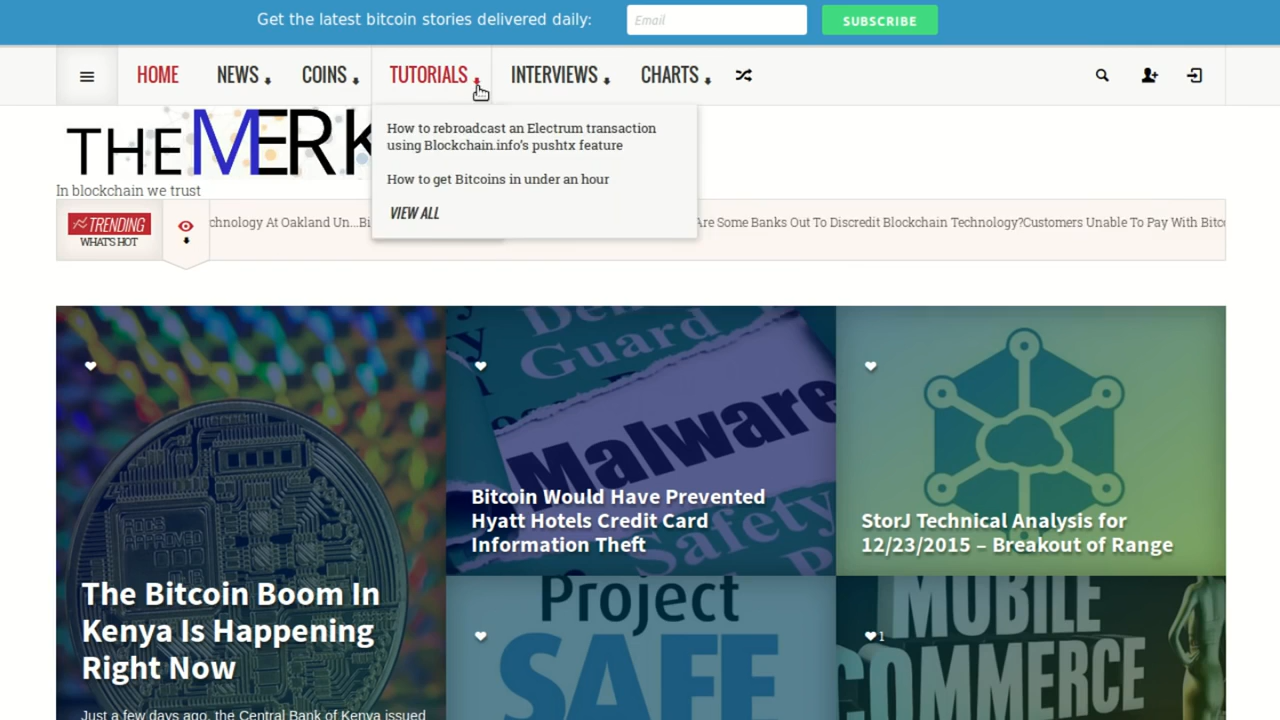 Get the latest bitcoin stories delivered daily:
Email
SUBSCRIBE
HOME
NEWS
COINS
TUTORIALS
INTERVIEWS
CHARTS
How to rebroadcast an Electrum transaction
using Blockchain.info's pushtx feature
How to get Bitcoins in under an hour
VIEW ALL
THEMERK
In blockchain we trust
TRENDING
WHAT'S HOT
chnology At Oakland Un...Bi
Are Some Banks Out To Discredit Blockchain Technology?Customers Unable To Pay With Bitc
Guard
Malware
Safety
Bitcoin Would Have Prevented
Hyatt Hotels Credit Card
Information Theft
StorJ Technical Analysis for
12/23/2015 – Breakout of Range
The Bitcoin Boom In
Kenya Is Happening
Right Now
Just a few days ago, the Central Bank of Kenya issued
Project
SAFE
1
MOBILE
COMMERCE